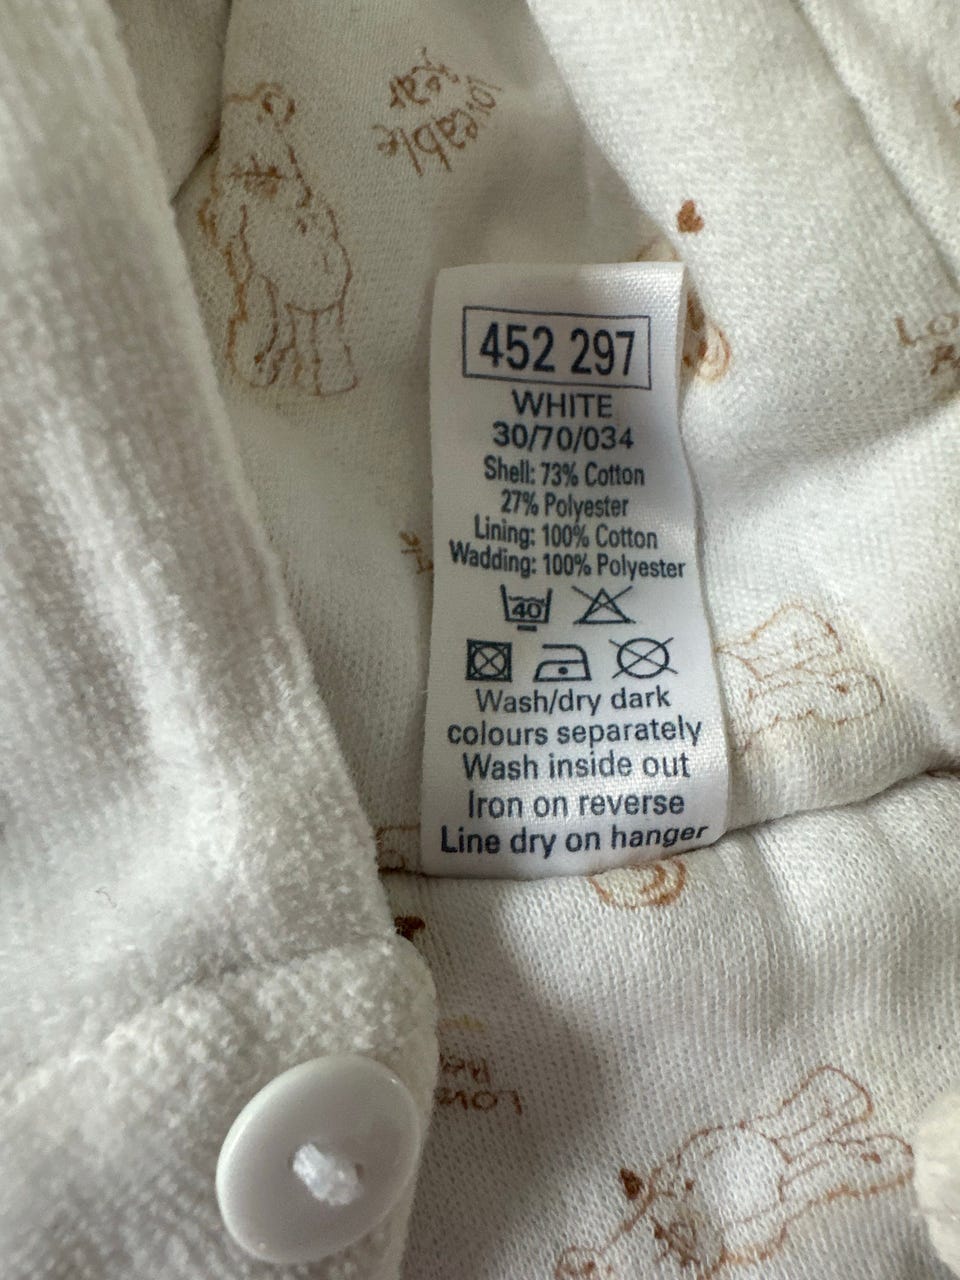 loveable
bear
452 297
WHITE
30/70/034
Shell: 73% Cotton
27% Polyester
Lining: 100% Cotton
Wadding: 100% Polyester
40
Wash/dry dark
colours separately
Wash inside out
Iron on reverse
Line dry on hanger